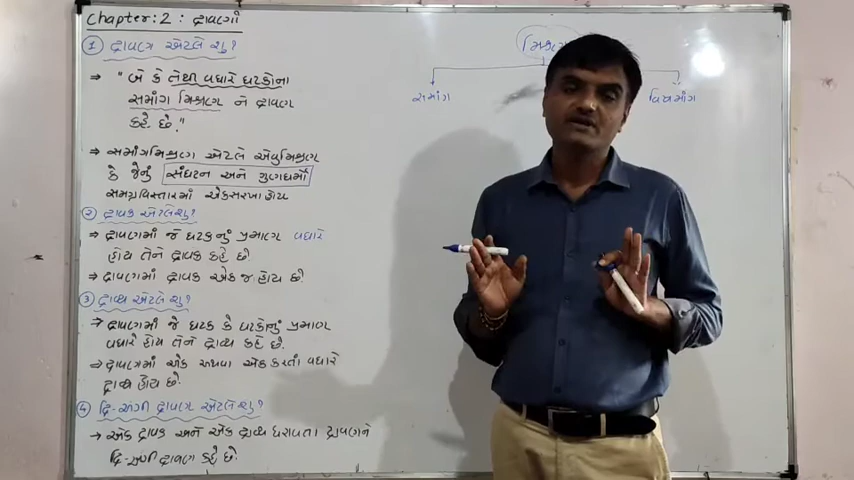 Chapter: 2 : દ્રાવણો
① દ્રાવણ એટલે શું?
⇒ "બે કે તેથી વધારે ઘટકોના
સમાંગ મિશ્રણ ને દ્રાવણ
કહે છે."
⇒ સમાંગમિશ્રણ એટલે એવુંમિશ્રણ
કે જેનું સંઘટન અને ગુણધર્મો
સમગ્રવિસ્તારમાં એકસરખા હોય
② દ્રાવક એટલેશું?
⇒ દ્રાવણમાં જે ઘટકનું પ્રમાણ વધારે
હોય તેને દ્રાવક કહે છે
⇒ દ્રાવણમાં દ્રાવક એક જ હોય છે.
③ દ્રાવ્ય એટલે શું?
⇒ દ્રાવણમાં જે ઘટક કે ઘટકોનું પ્રમાણ
વધારે હોય તેને દ્રાવ્ય કહે છે.
⇒ દ્રાવણમાં એક અથવા એક કરતાં વધારે
દ્રાવ્ય હોય છે.
④ દ્વિ-અંગી દ્રાવણ એટલે શું?
→ એક દ્રાવક અને એક દ્રાવ્ય ધરાવતા દ્રાવણને
દ્વિ-અંગી દ્રાવણ કહે છે.
મિશ્રણ
સમાંગ
વિષમાંગ